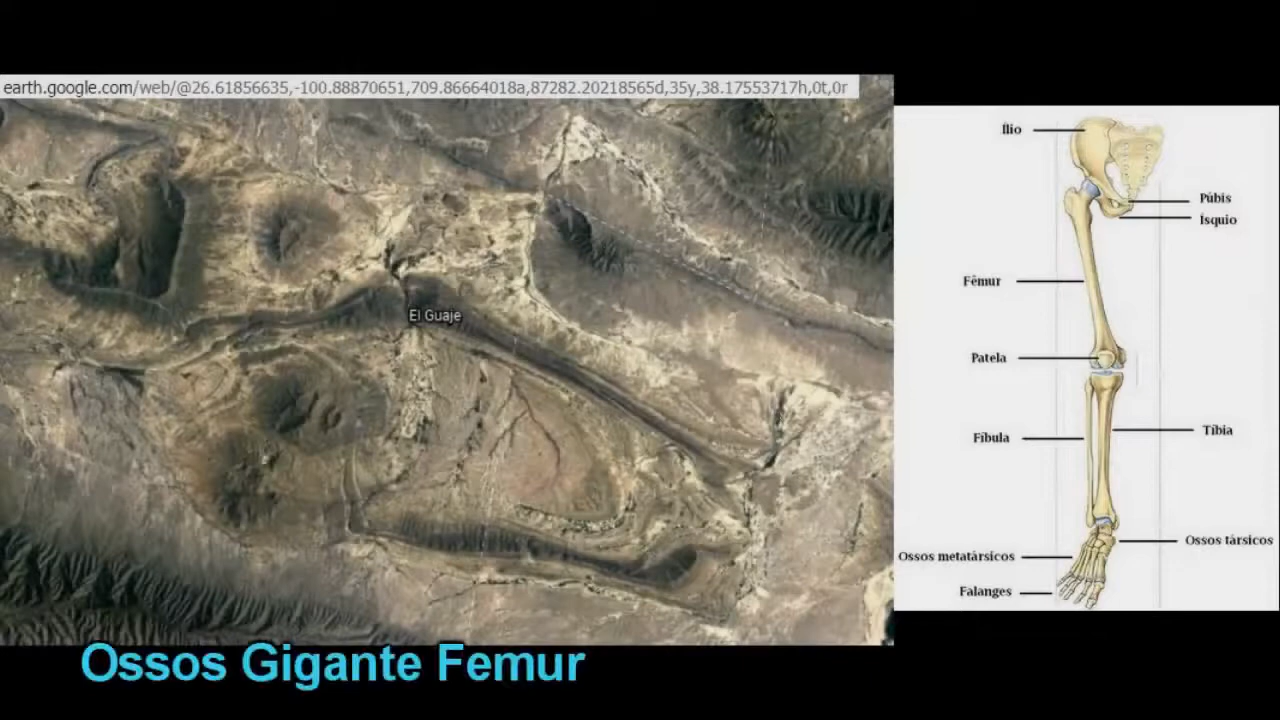 earth.google.com/web/@26.61856635,-100.88870651,709.86664018a,87282.20218565d,35y,38.17553717h,0t,0r
El Guaje
Ílio
Púbis
Ísquio
Fêmur
Patela
Fíbula
Tíbia
Ossos társicos
Ossos metatársicos
Falanges
Ossos Gigante Femur